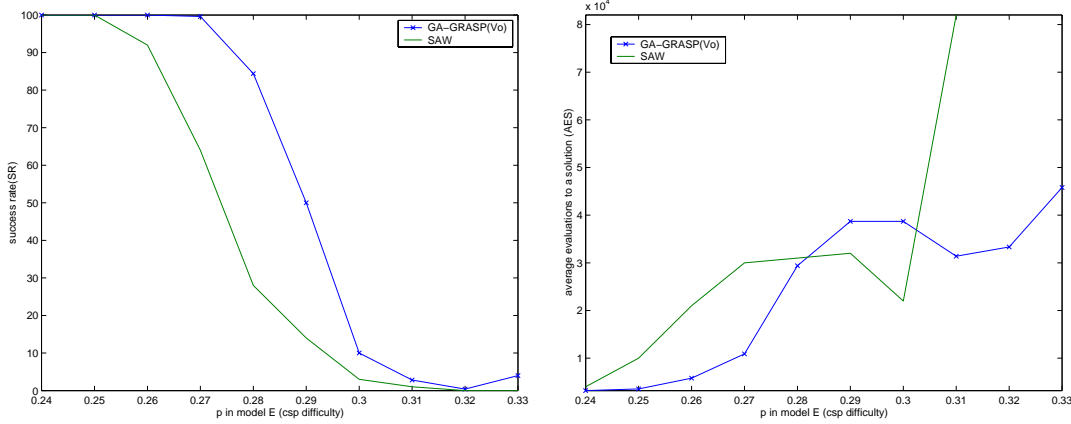 100
90
80
70
60
50
40
30
20
10
0
success rate(SR)
GA-GRASP(Vo)
SAW
0.24 0.25 0.26 0.27 0.28 0.29 0.3 0.31 0.32 0.33
p in model E (csp difficulty)
x 10⁴
8
7
6
5
4
3
2
1
average evaluations to a solution (AES)
GA-GRASP(Vo)
SAW
0.24 0.25 0.26 0.27 0.28 0.29 0.3 0.31 0.32 0.33
p in model E (csp difficulty)